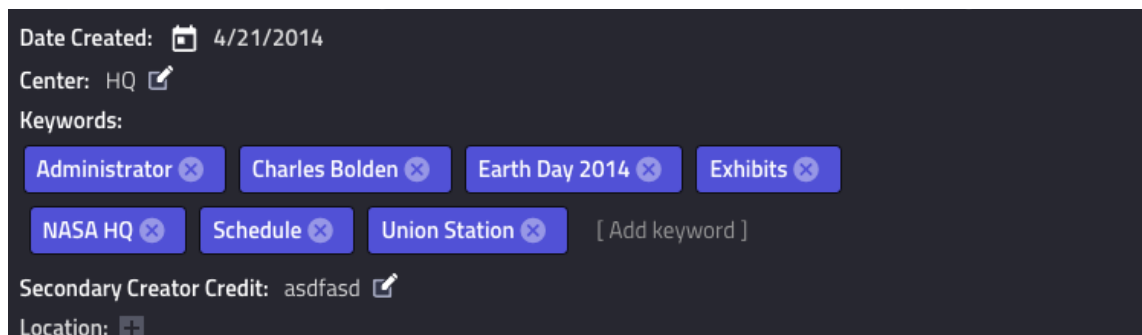 Date Created: 4/21/2014
Center: HQ
Keywords:
Administrator Charles Bolden Earth Day 2014 Exhibits
NASA HQ Schedule Union Station [ Add keyword ]
Secondary Creator Credit: asdfasd
Location: